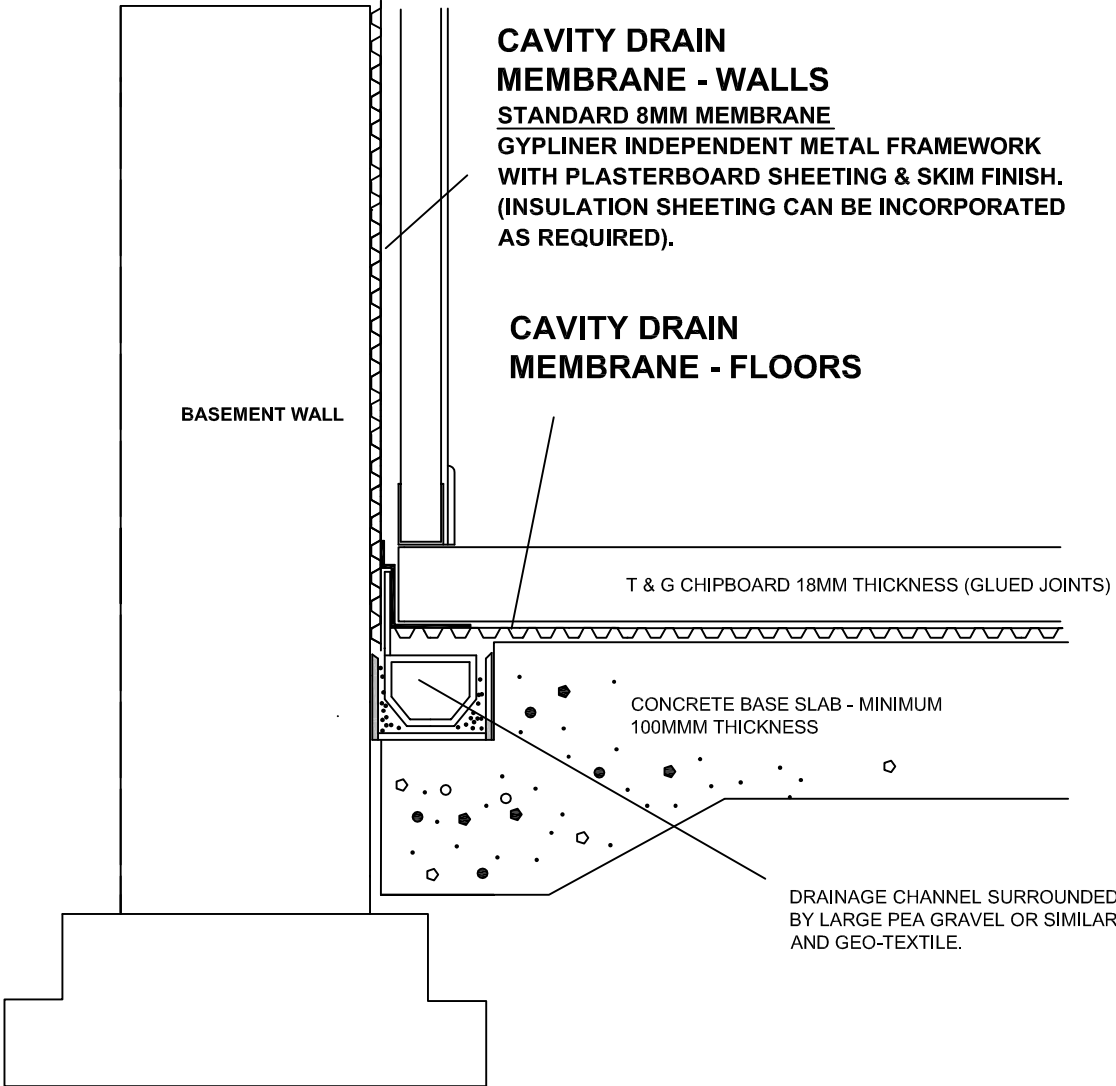 CAVITY DRAIN
MEMBRANE - WALLS
STANDARD 8MM MEMBRANE
GYPLINER INDEPENDENT METAL FRAMEWORK
WITH PLASTERBOARD SHEETING & SKIM FINISH.
(INSULATION SHEETING CAN BE INCORPORATED
AS REQUIRED).
CAVITY DRAIN
MEMBRANE - FLOORS
BASEMENT WALL
T & G CHIPBOARD 18MM THICKNESS (GLUED JOINTS)
CONCRETE BASE SLAB - MINIMUM
100MMM THICKNESS
DRAINAGE CHANNEL SURROUNDED
BY LARGE PEA GRAVEL OR SIMILAR
AND GEO-TEXTILE.